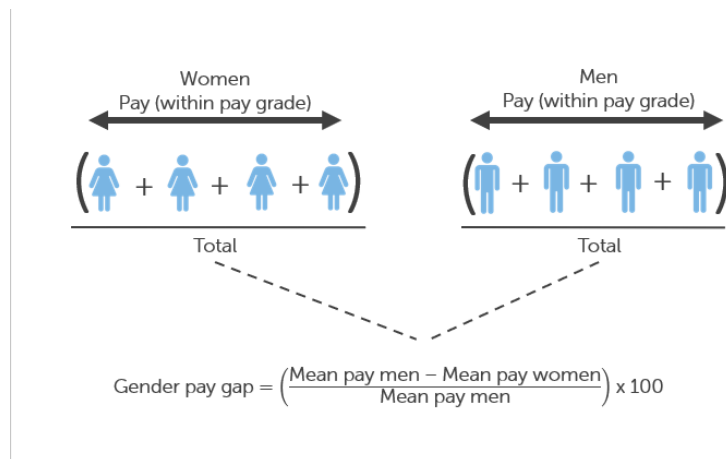 Women
Pay (within pay grade)
Men
Pay (within pay grade)
( + + + )
Total
( + + + )
Total
Gender pay gap = (Mean pay men – Mean pay women / Mean pay men) x 100